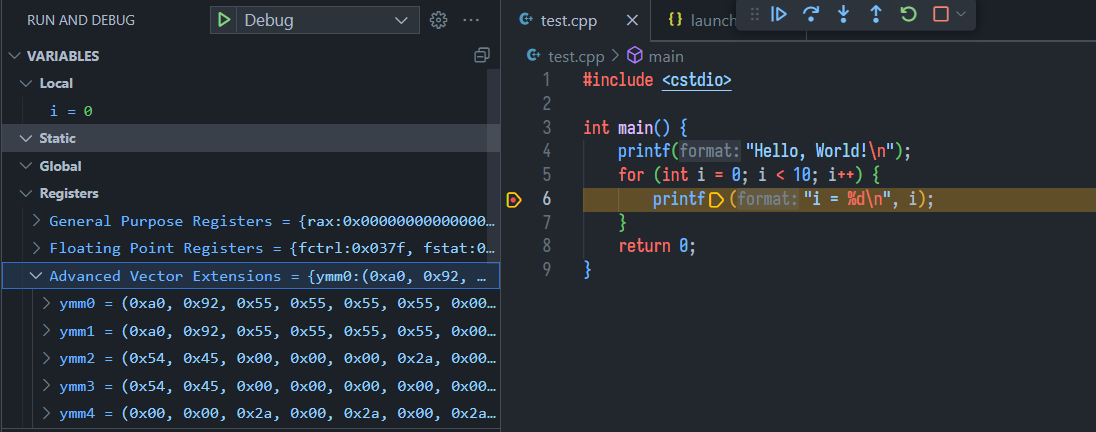 RUN AND DEBUG
Debug
VARIABLES
Local
i = 0
Static
Global
Registers
General Purpose Registers = {rax:0x00000000000000...
Floating Point Registers = {fctrl:0x037f, fstat:0...
Advanced Vector Extensions = {ymm0:(0xa0, 0x92, ...
ymm0 = (0xa0, 0x92, 0x55, 0x55, 0x55, 0x55, 0x00...
ymm1 = (0xa0, 0x92, 0x55, 0x55, 0x55, 0x55, 0x00...
ymm2 = (0x54, 0x45, 0x00, 0x00, 0x00, 0x2a, 0x00...
ymm3 = (0x54, 0x45, 0x00, 0x00, 0x00, 0x00, 0x00...
ymm4 = (0x00, 0x00, 0x2a, 0x00, 0x2a, 0x00, 0x2a...
test.cpp
{} launch
test.cpp > main
1 #include <cstdio>
2
3 int main() {
4 printf(format:"Hello, World!\n");
5 for (int i = 0; i < 10; i++) {
6 printf(format:"i = %d\n", i);
7 }
8 return 0;
9 }